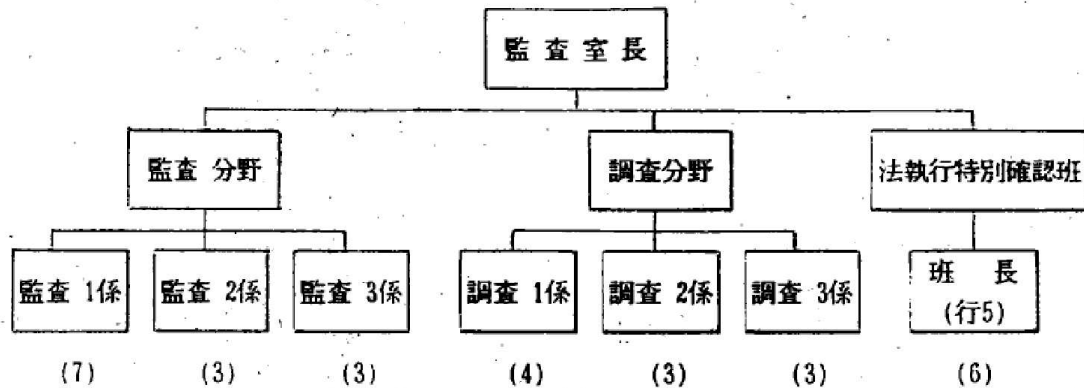 監査室長
監査 分野 調査分野 法執行特別確認班
監査 1係 監査 2係 監査 3係 調査 1係 調査 2係 調査 3係 班 長
(行5)
(7) (3) (3) (4) (3) (3) (6)